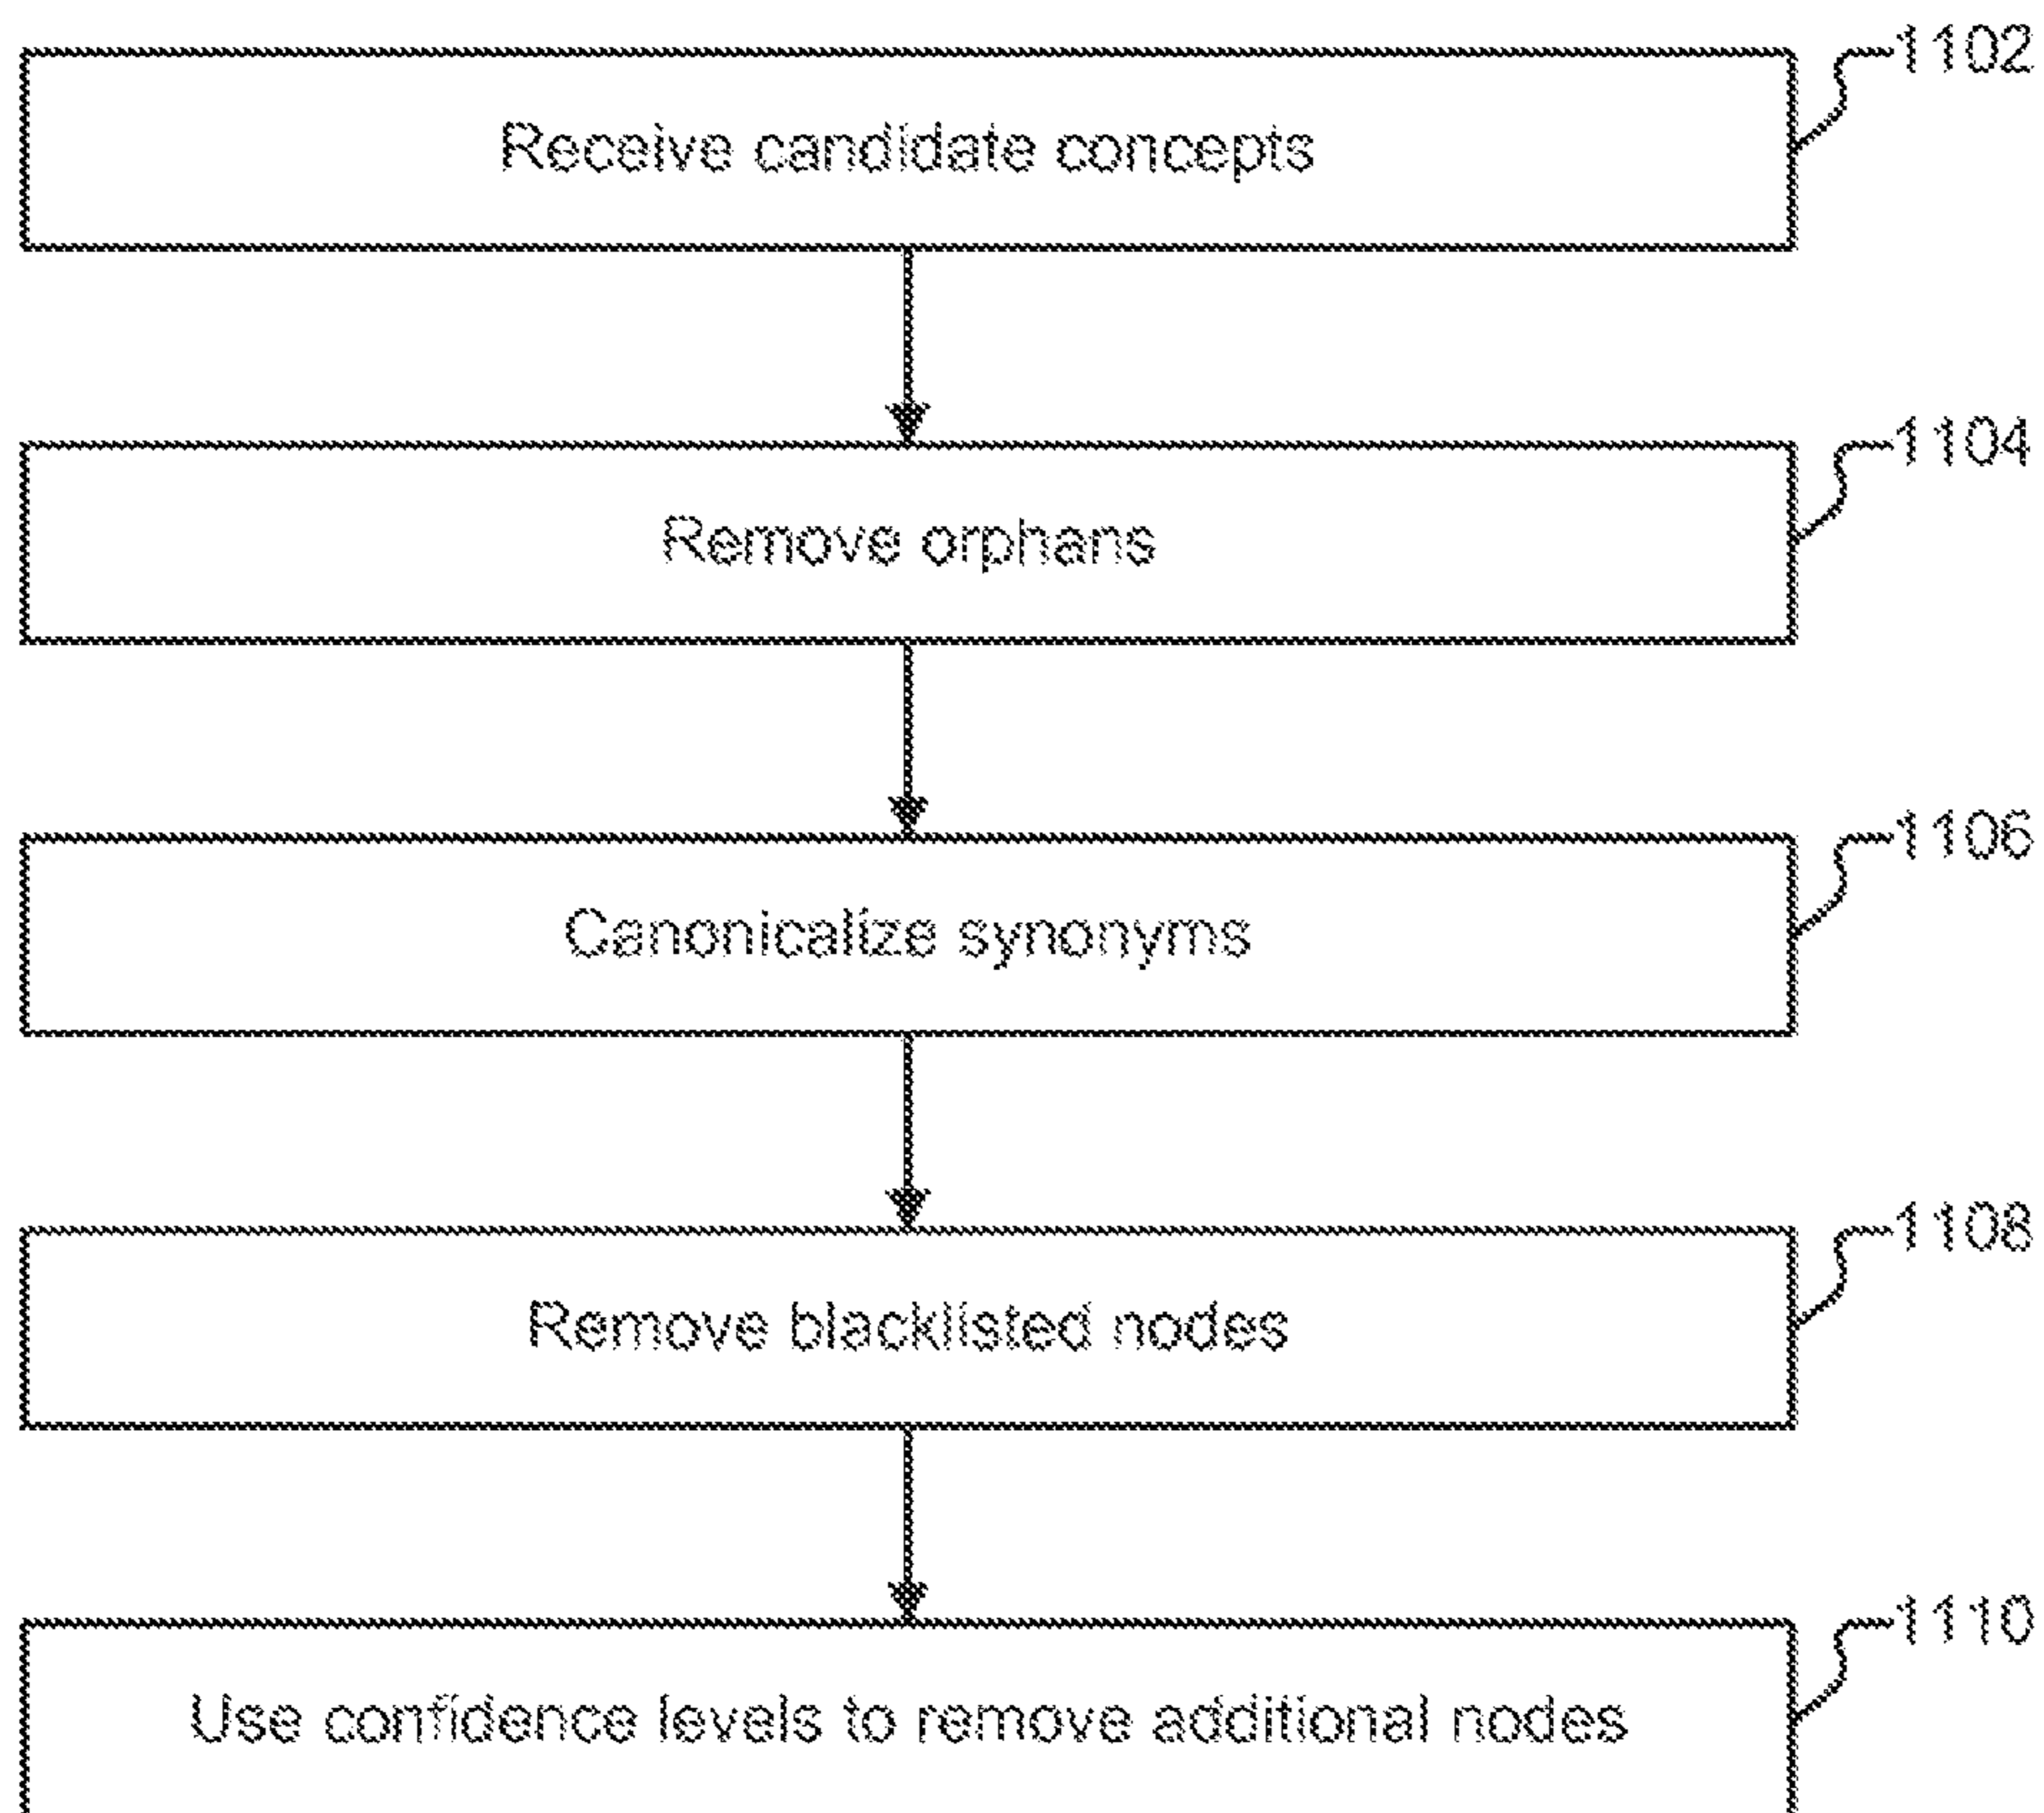 1102
Receive candidate concepts
1104
Remove orphans
1106
Canonicalize synonyms
1108
Remove blacklisted nodes
1110
Use confidence levels to remove additional nodes